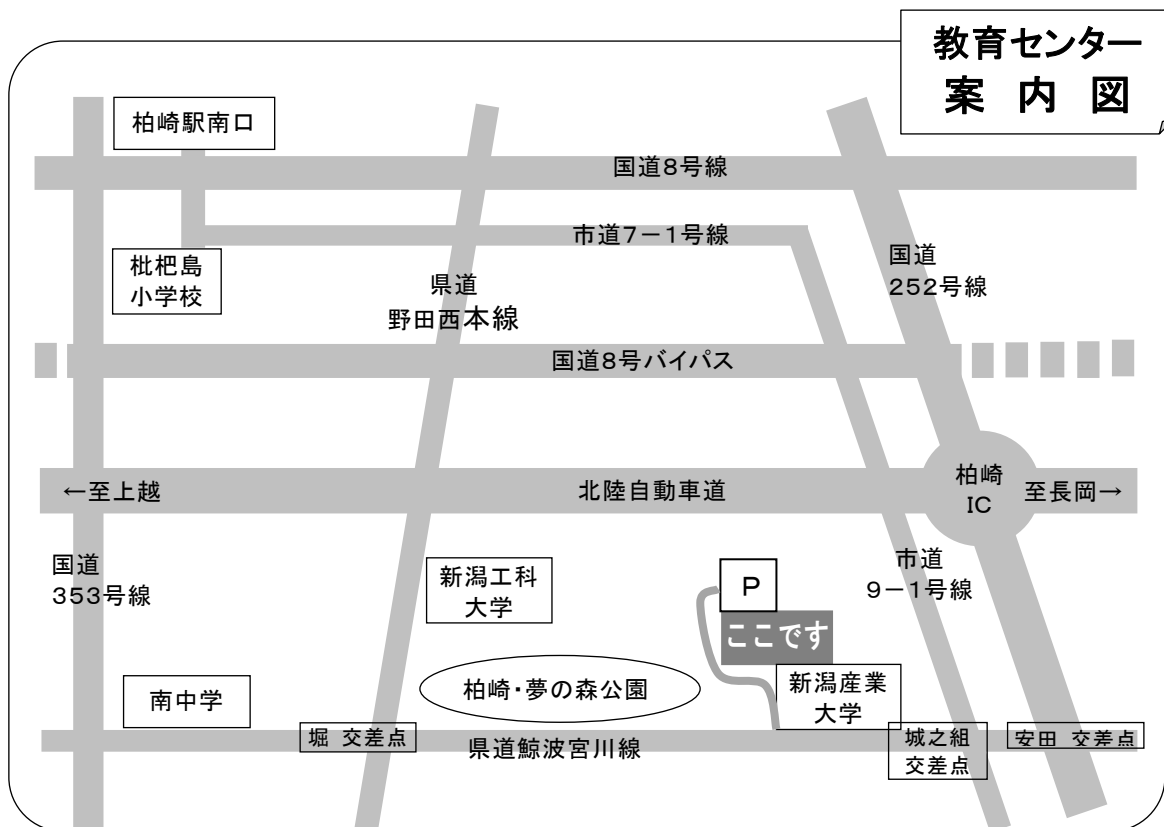 教育センター
案 内 図
柏崎駅南口
国道8号線
市道7－1号線
枇杷島
小学校
国道
252号線
県道
野田西本線
国道8号バイパス
←至上越
北陸自動車道
柏崎
IC
至長岡→
国道
353号線
新潟工科
大学
P
ここです
市道
9－1号線
南中学
柏崎・夢の森公園
新潟産業
大学
堀 交差点
県道鯨波宮川線
城之組
交差点
安田 交差点